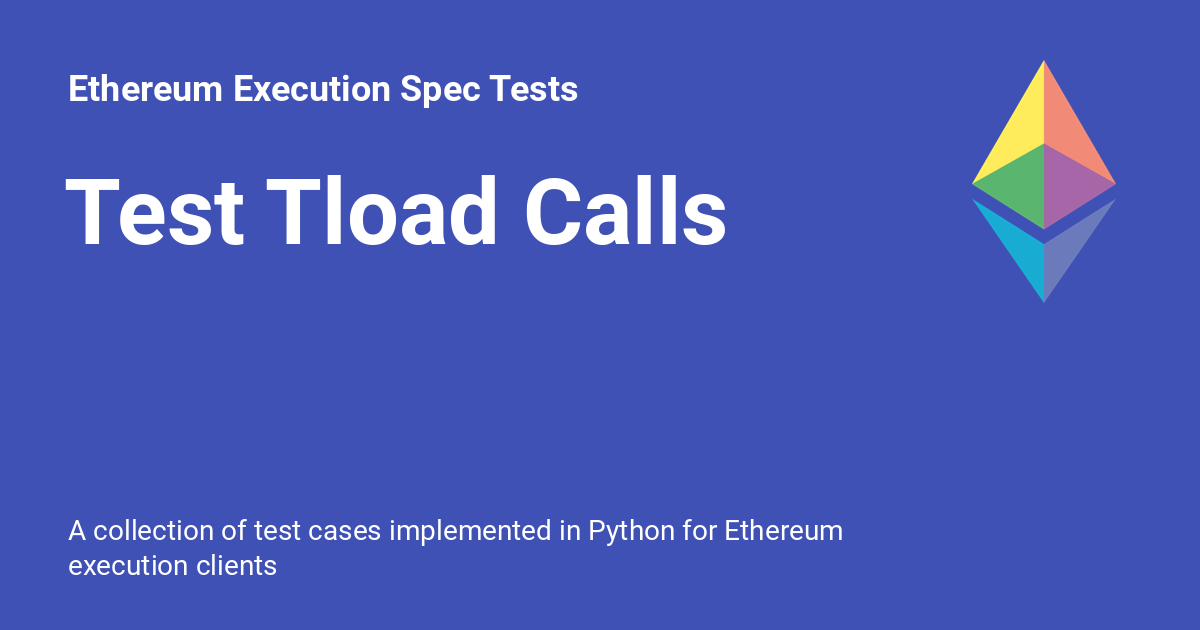 Ethereum Execution Spec Tests
Test Tload Calls
A collection of test cases implemented in Python for Ethereum
execution clients